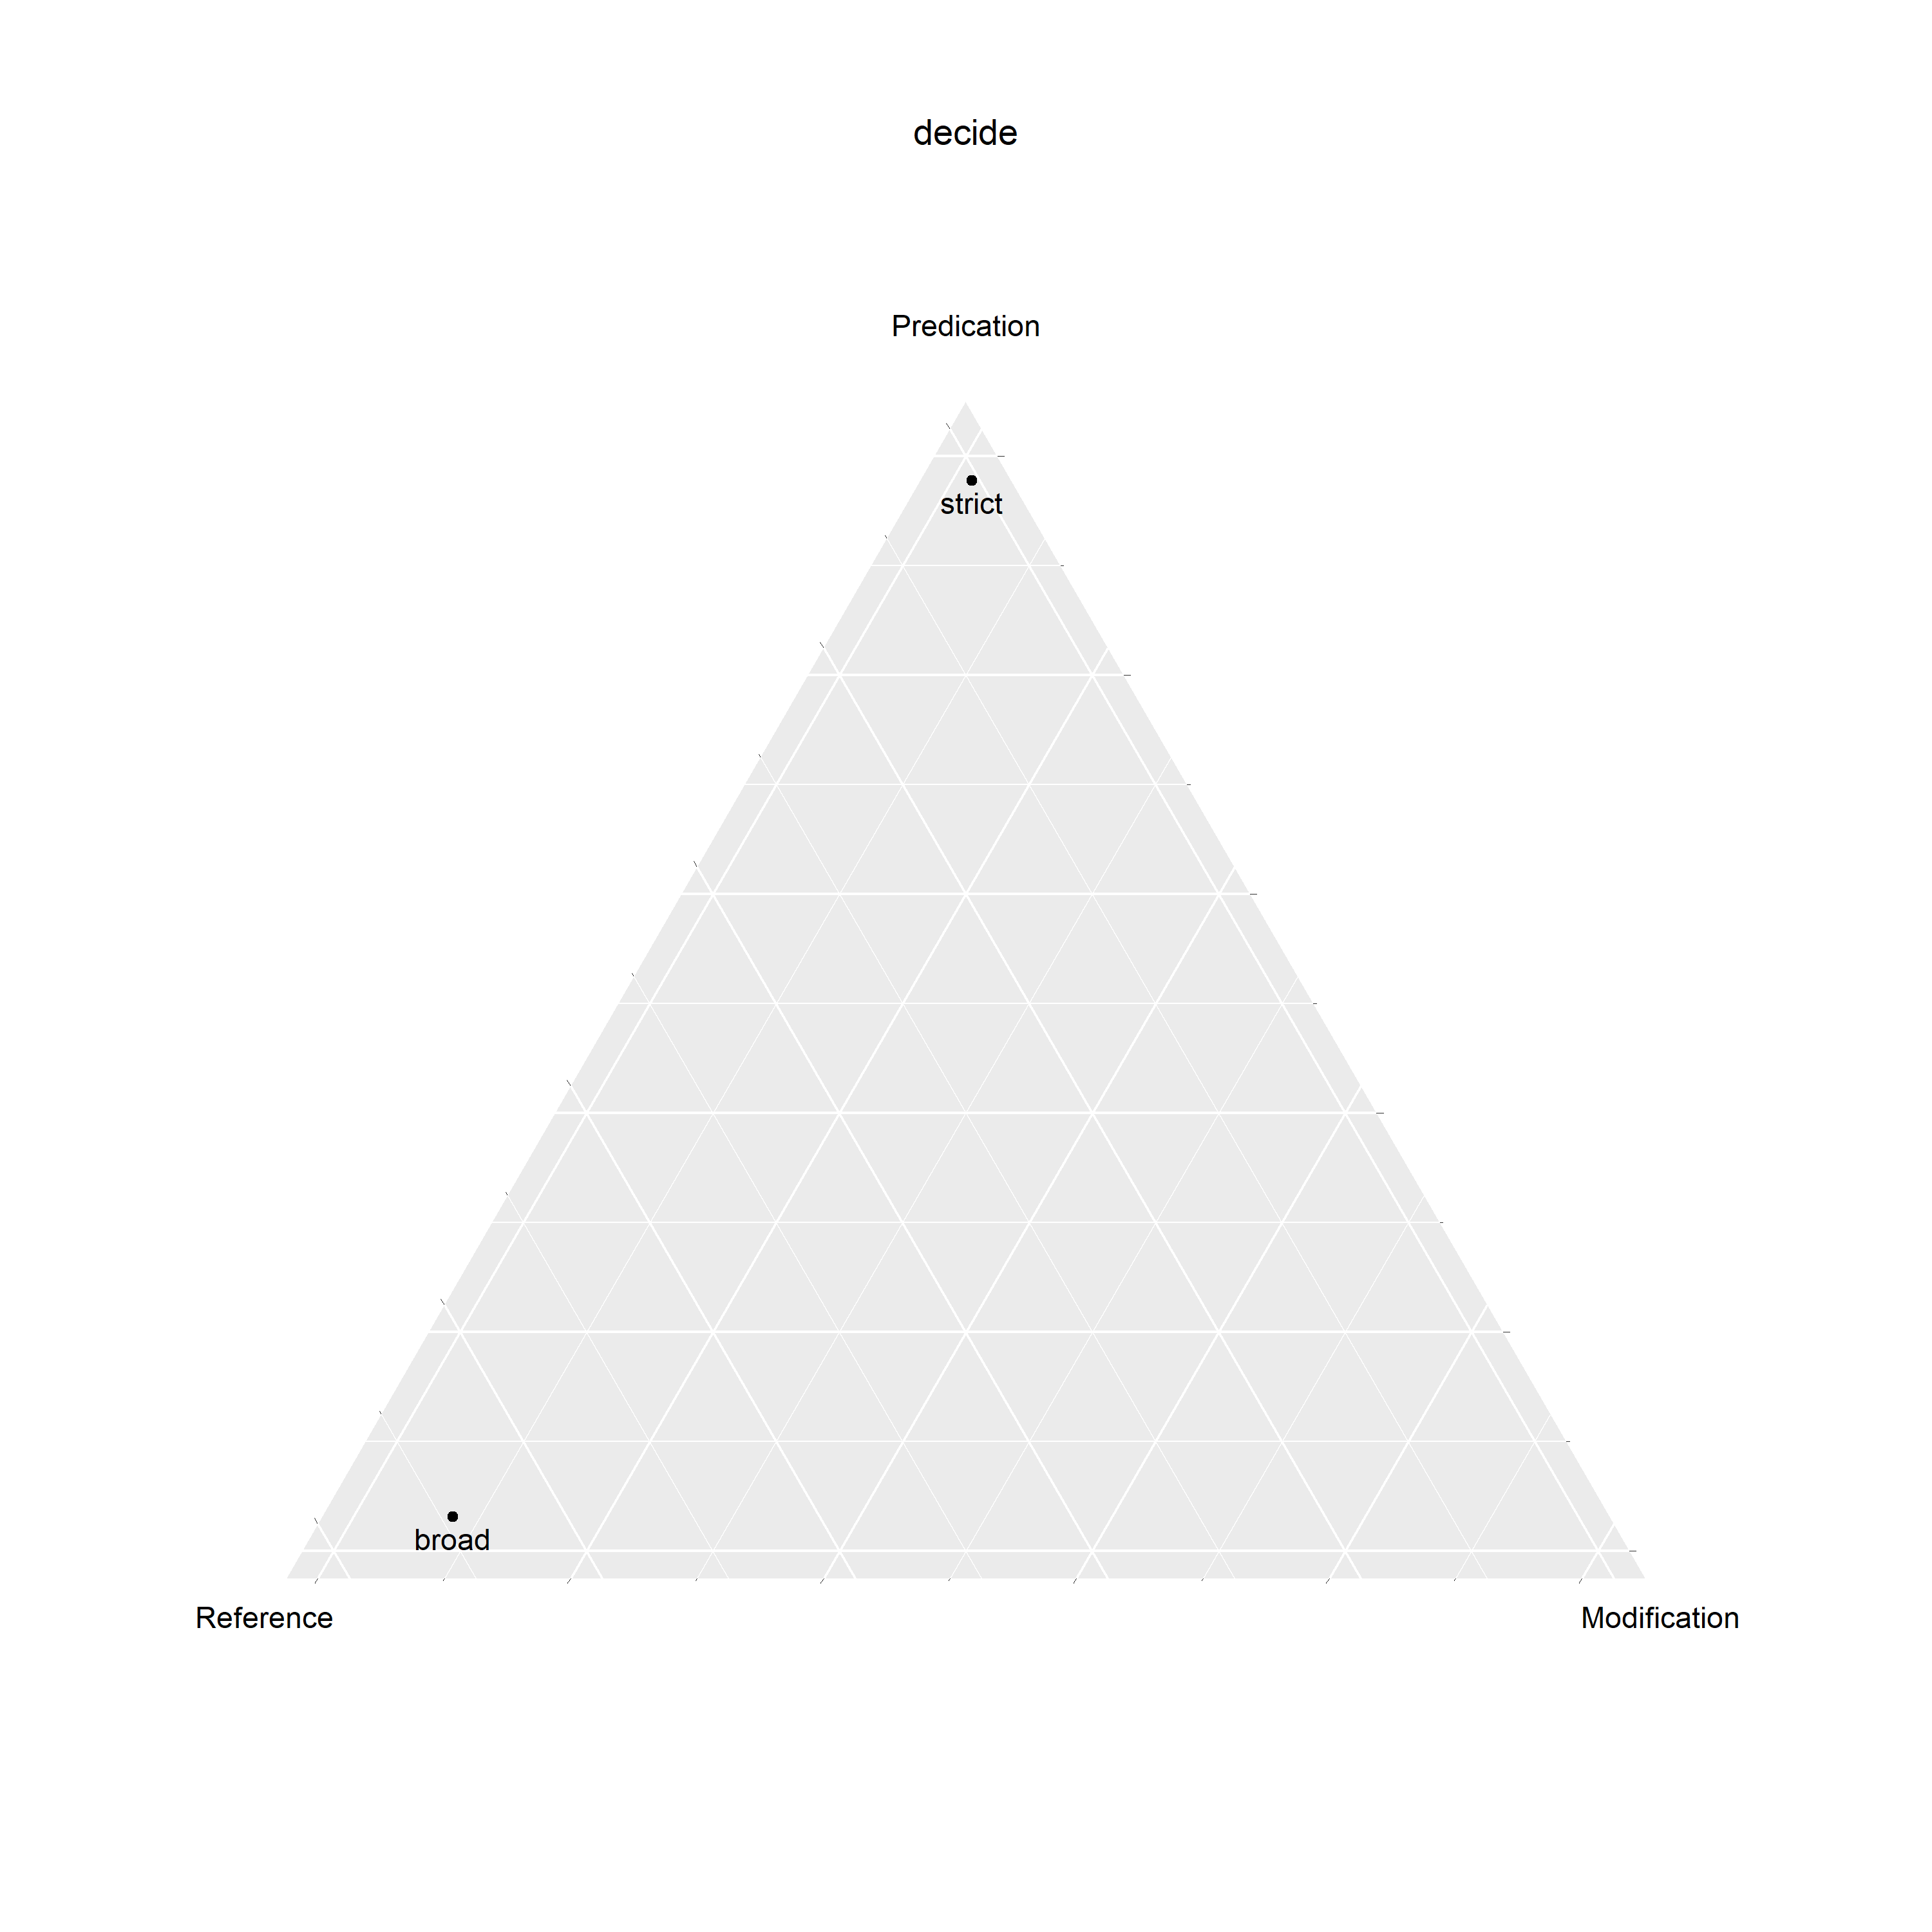 decide
Predication
strict
broad
Reference
Modification